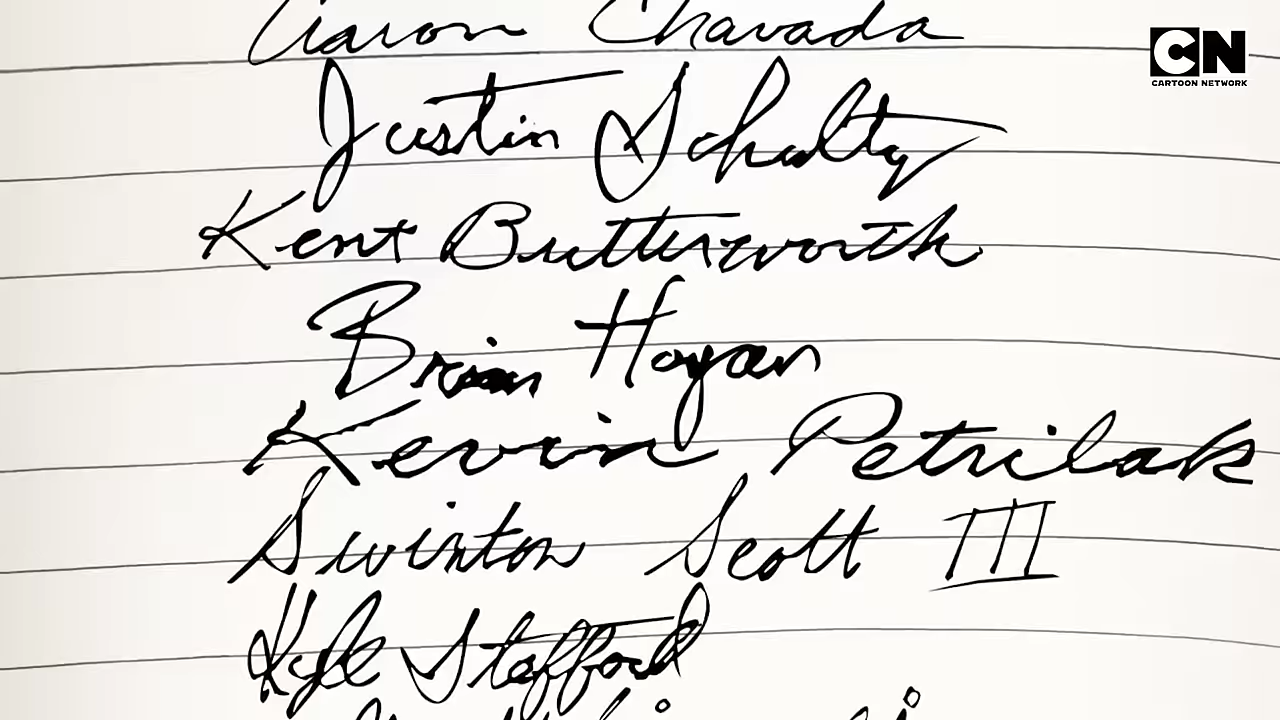 Aaron Chavada
CN
CARTOON NETWORK
Justin Schultz
Kent Butterworth
Brian Hogan
Kevin Petrilak
Swinton Scott III
Kyle Stafford